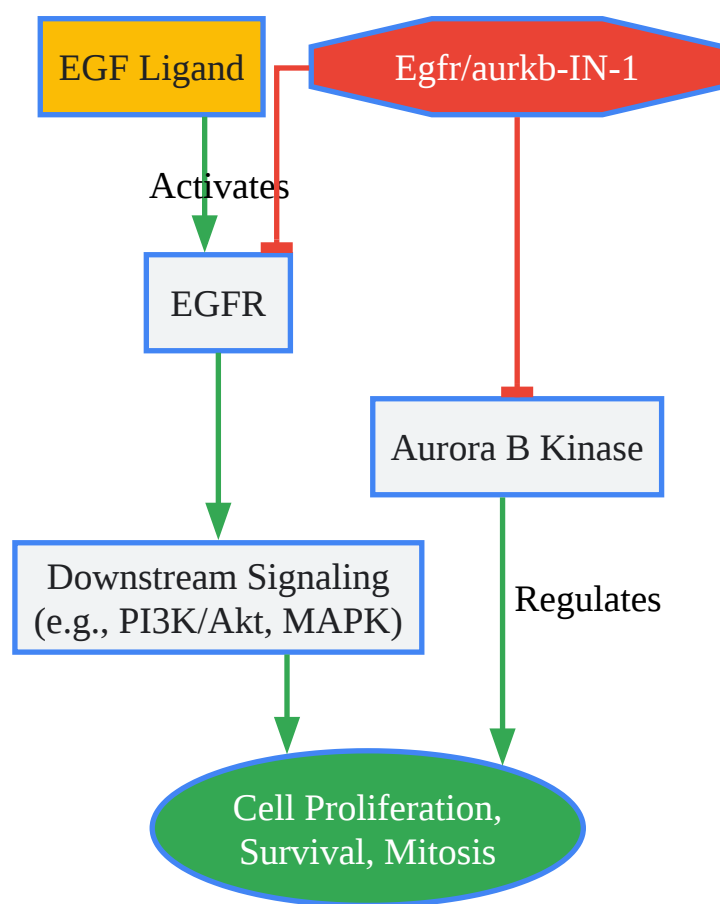 EGF Ligand
Egfr/aurkb-IN-1
Activates
EGFR
Aurora B Kinase
Downstream Signaling
(e.g., PI3K/Akt, MAPK)
Regulates
Cell Proliferation,
Survival, Mitosis